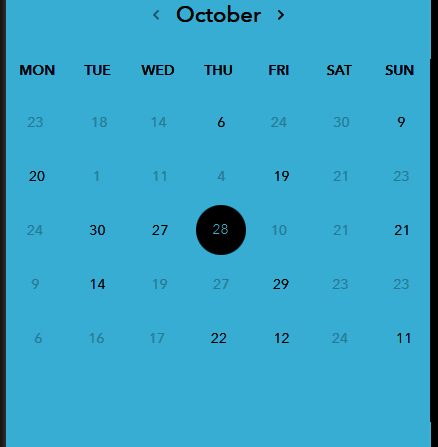 ‹ October ›
MON TUE WED THU FRI SAT SUN
23 18 14 6 24 30 9
20 1 11 4 19 21 23
24 30 27 28 10 21 21
9 14 19 27 29 23 23
6 16 17 22 12 24 11